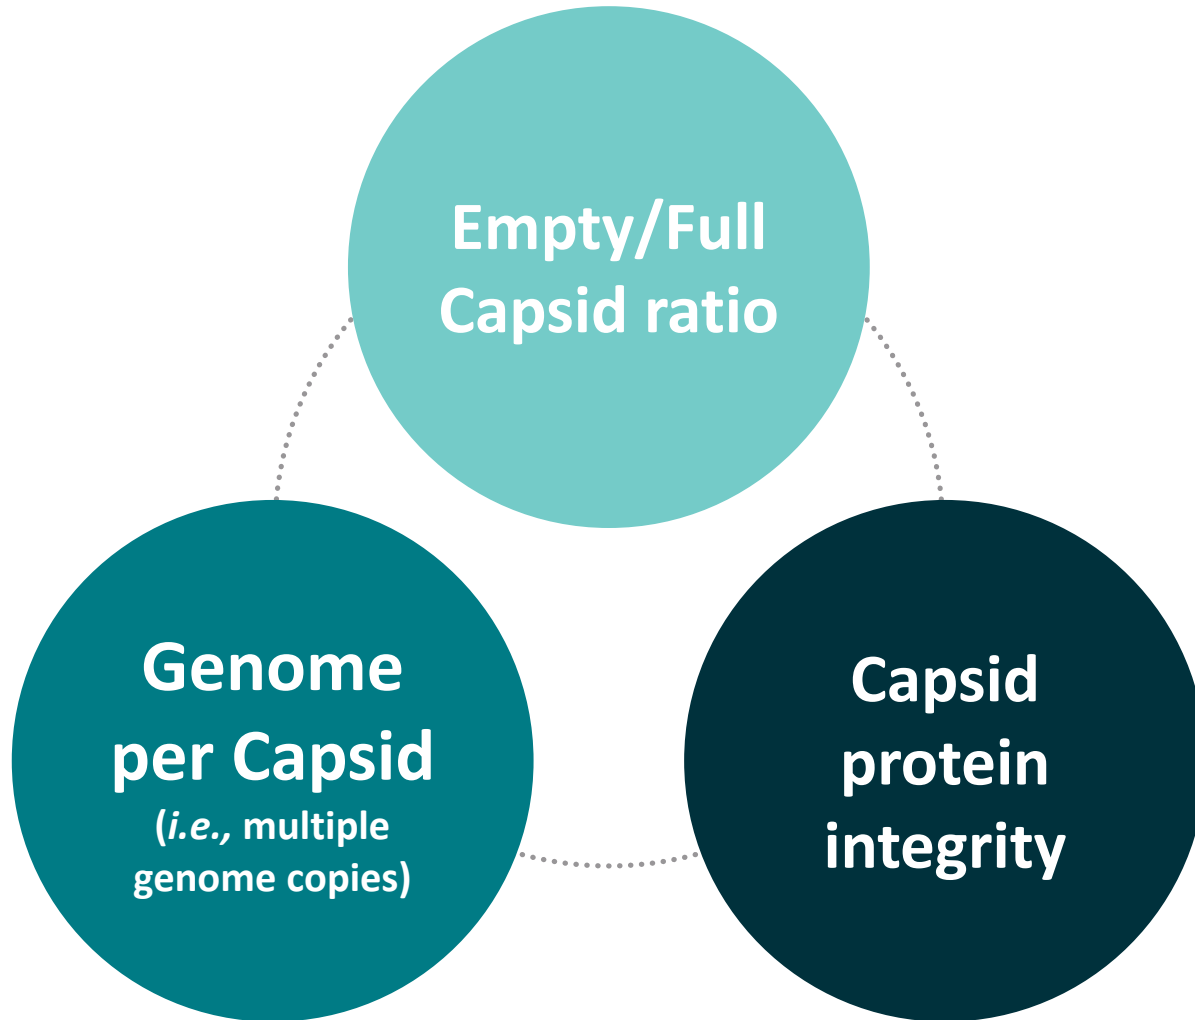 Empty/Full
Capsid ratio
Genome
per Capsid
(i.e., multiple
genome copies)
Capsid
protein
integrity